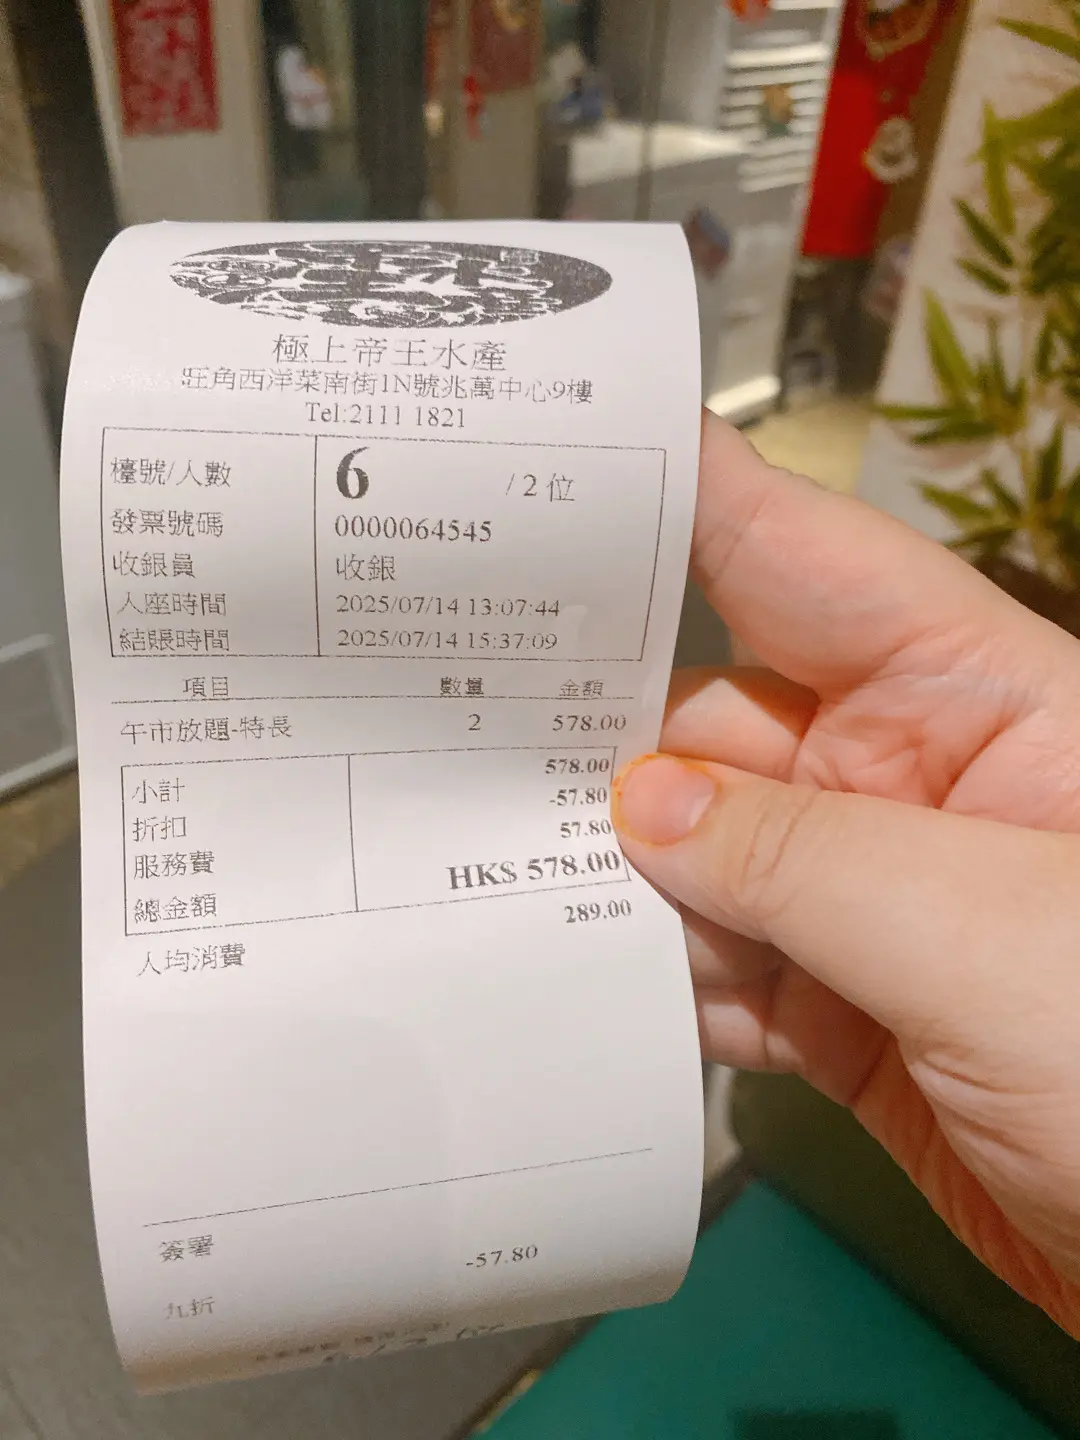 極上帝王水產
旺角西洋菜南街1N號兆萬中心9樓
Tel:2111 1821
檯號/人數 6 / 2 位
發票號碼 0000064545
收銀員 收銀
入座時間 2025/07/14 13:07:44
結賬時間 2025/07/14 15:37:09
項目 數量 金額
午市放題-特長 2 578.00
小計 578.00
折扣 -57.80
服務費 57.80
總金額 HK$ 578.00
人均消費 289.00
簽署
九折 -57.80